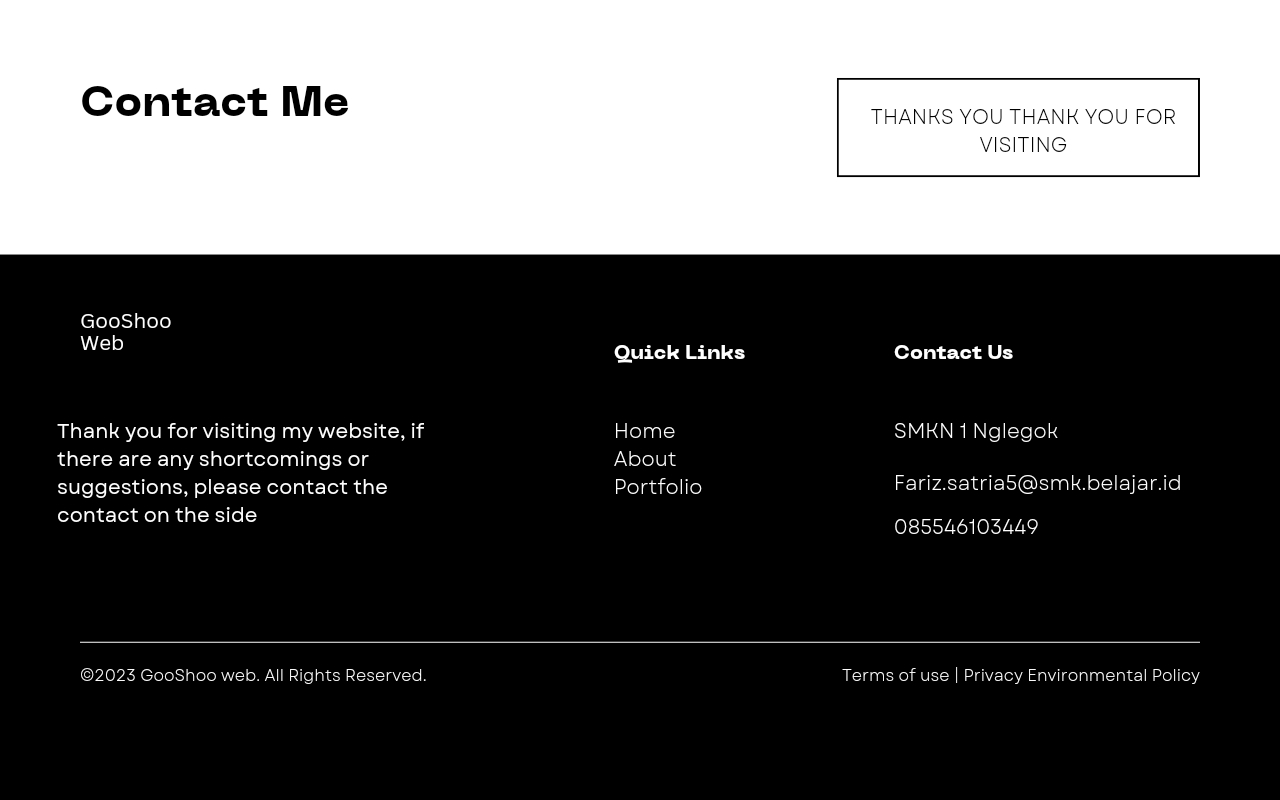 Contact Me
THANKS YOU THANK YOU FOR
VISITING
GooShoo
Web
Thank you for visiting my website, if
there are any shortcomings or
suggestions, please contact the
contact on the side
Quick Links
Home
About
Portfolio
Contact Us
SMKN 1 Nglegok
Fariz.satria5@smk.belajar.id
085546103449
©2023 GooShoo web. All Rights Reserved.
Terms of use | Privacy Environmental Policy